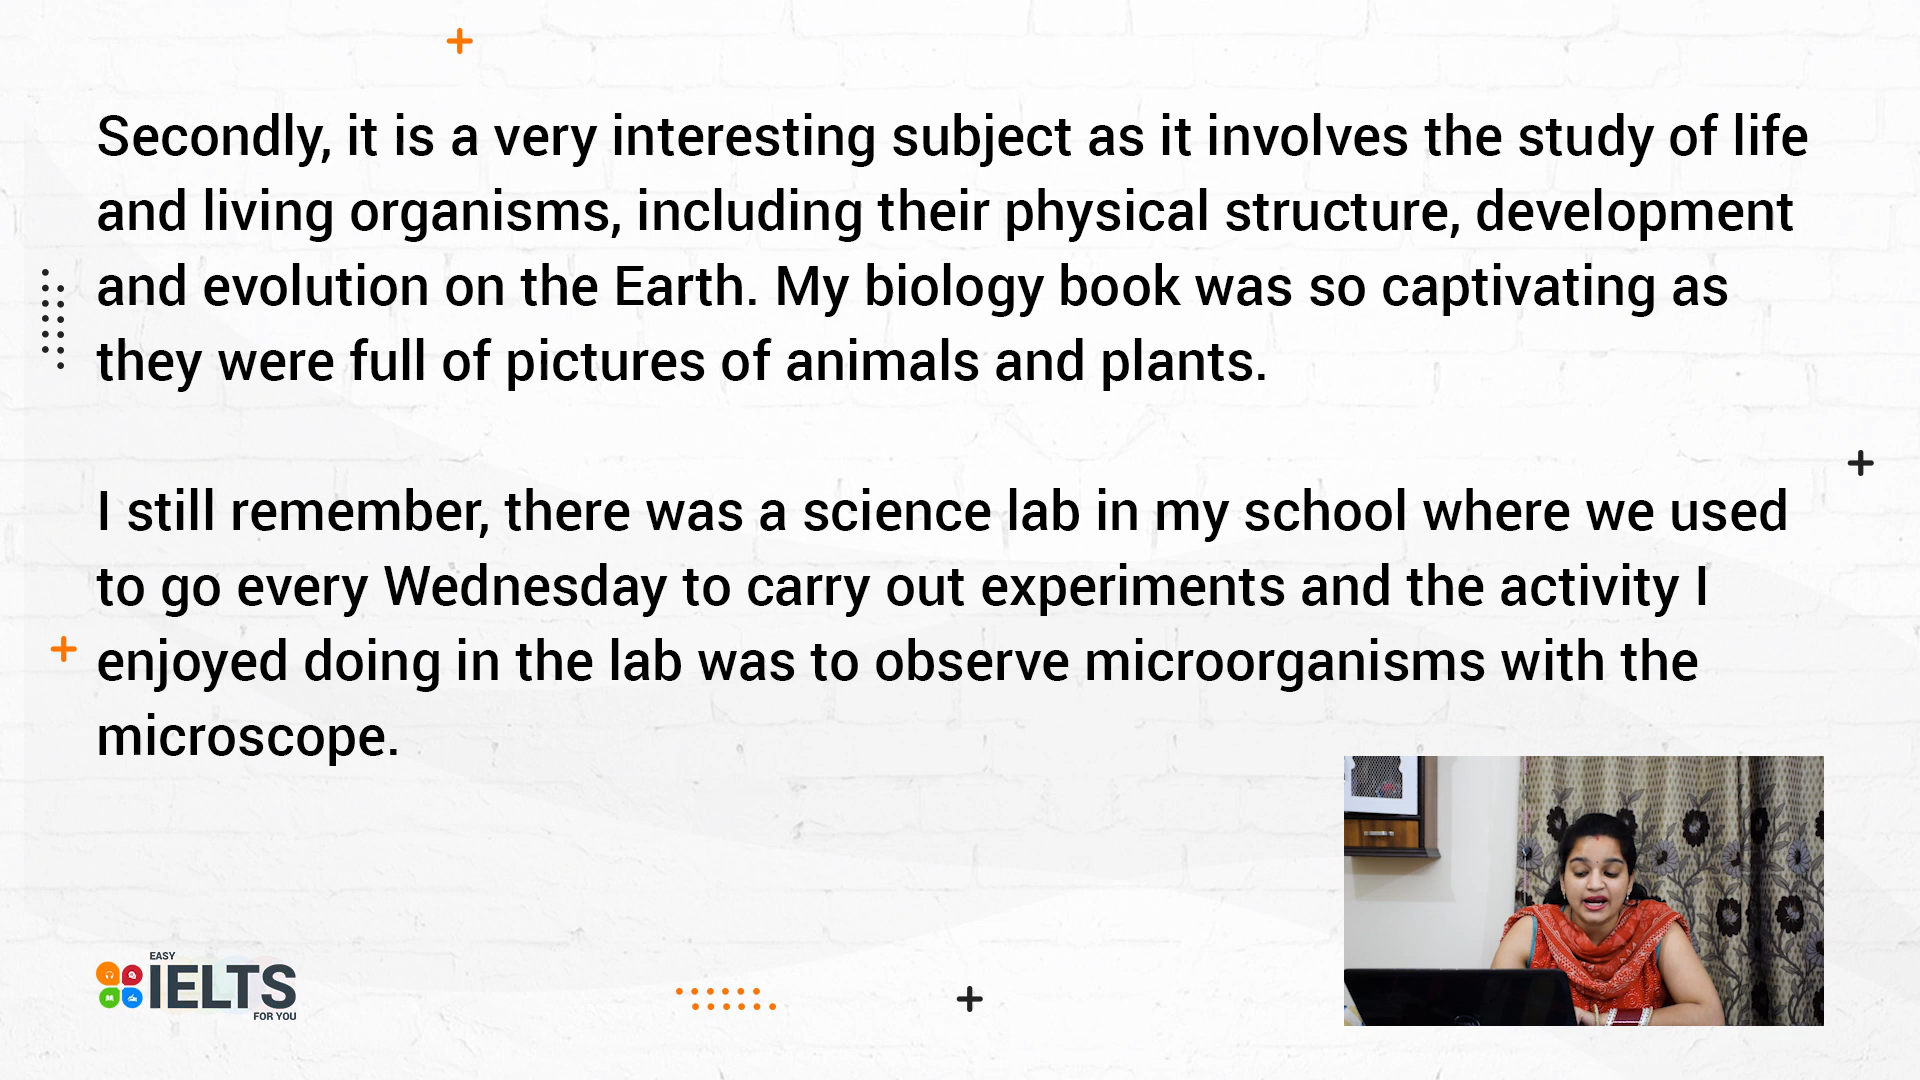 Secondly, it is a very interesting subject as it involves the study of life
and living organisms, including their physical structure, development
and evolution on the Earth. My biology book was so captivating as
they were full of pictures of animals and plants.
I still remember, there was a science lab in my school where we used
to go every Wednesday to carry out experiments and the activity I
enjoyed doing in the lab was to observe microorganisms with the
microscope.
EASY
IELTS
FOR YOU